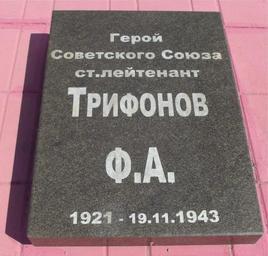 Герой
Советского Союза
ст.лейтенант
ТРИФОНОВ
Ф.А.
1921 - 19.11.1943